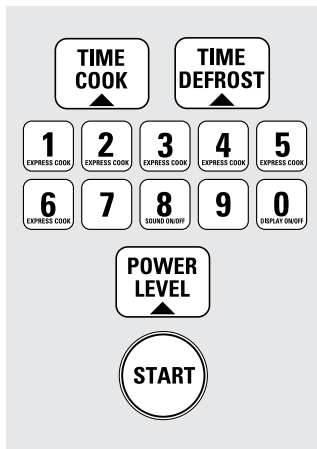 TIME
COOK
TIME
DEFROST
1
EXPRESS COOK
2
EXPRESS COOK
3
EXPRESS COOK
4
EXPRESS COOK
5
EXPRESS COOK
6
EXPRESS COOK
7
8
SOUND ON/OFF
9
0
DISPLAY ON/OFF
POWER
LEVEL
START